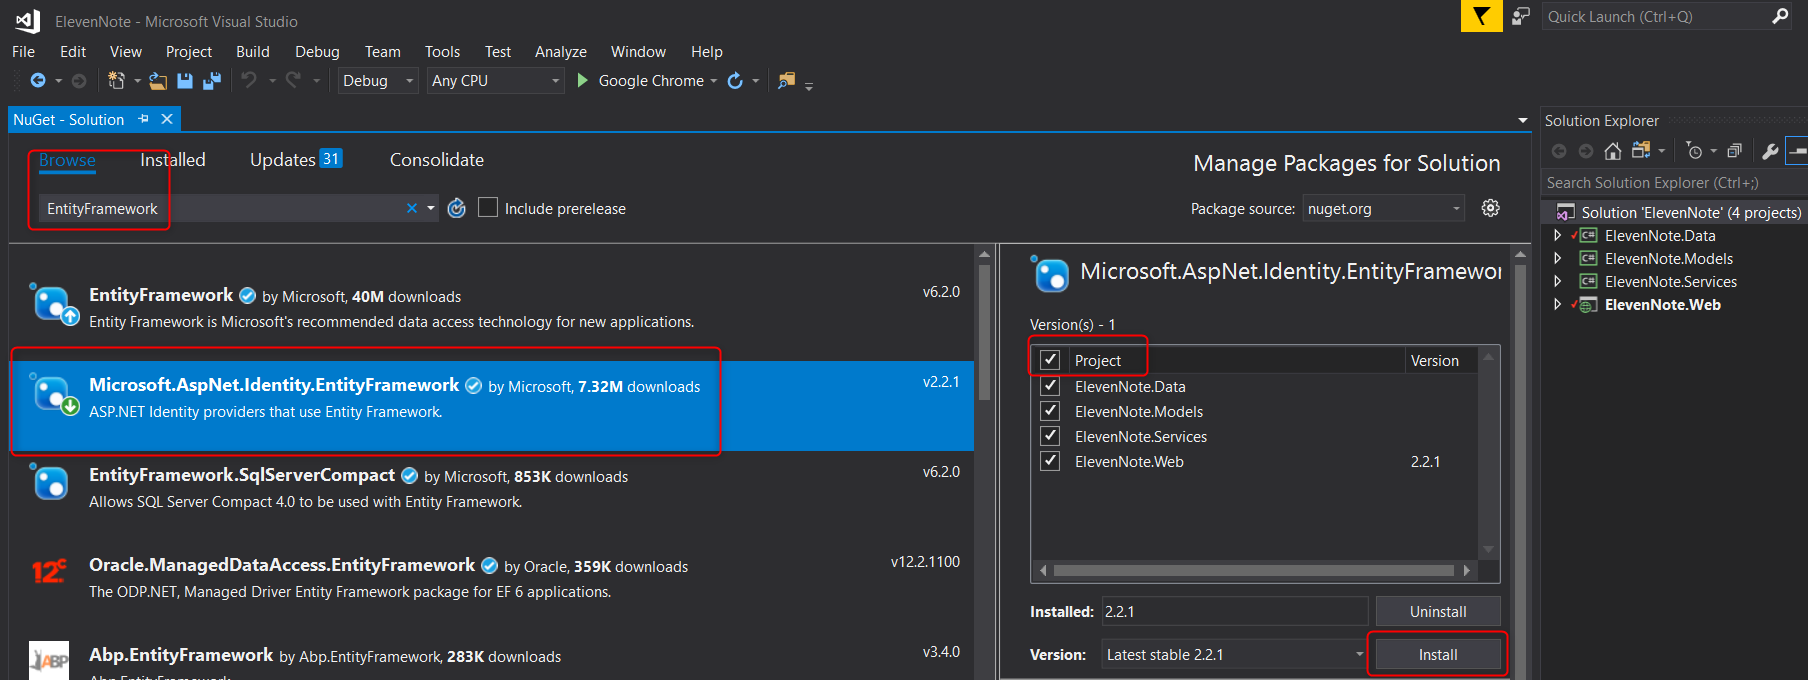 ElevenNote - Microsoft Visual Studio
Quick Launch (Ctrl+Q)
File Edit View Project Build Debug Team Tools Test Analyze Window Help
Debug Any CPU Google Chrome
NuGet - Solution
Browse Installed Updates 31 Consolidate
Manage Packages for Solution
EntityFramework
Include prerelease
Package source: nuget.org
EntityFramework by Microsoft, 40M downloads
v6.2.0
Entity Framework is Microsoft's recommended data access technology for new applications.
Microsoft.AspNet.Identity.EntityFramework by Microsoft, 7.32M downloads
v2.2.1
ASP.NET Identity providers that use Entity Framework.
EntityFramework.SqlServerCompact by Microsoft, 853K downloads
v6.2.0
Allows SQL Server Compact 4.0 to be used with Entity Framework.
12c
Oracle.ManagedDataAccess.EntityFramework by Oracle, 359K downloads
v12.2.1100
The ODP.NET, Managed Driver Entity Framework package for EF 6 applications.
ABP
Abp.EntityFramework by Abp.EntityFramework, 283K downloads
v3.4.0
Abp.EntityFramework
Microsoft.AspNet.Identity.EntityFramewor
Version(s) - 1
Project Version
ElevenNote.Data
ElevenNote.Models
ElevenNote.Services
ElevenNote.Web 2.2.1
Installed: 2.2.1 Uninstall
Version: Latest stable 2.2.1 Install
Solution Explorer
Search Solution Explorer (Ctrl+;)
Solution 'ElevenNote' (4 projects)
C# ElevenNote.Data
C# ElevenNote.Models
C# ElevenNote.Services
ElevenNote.Web